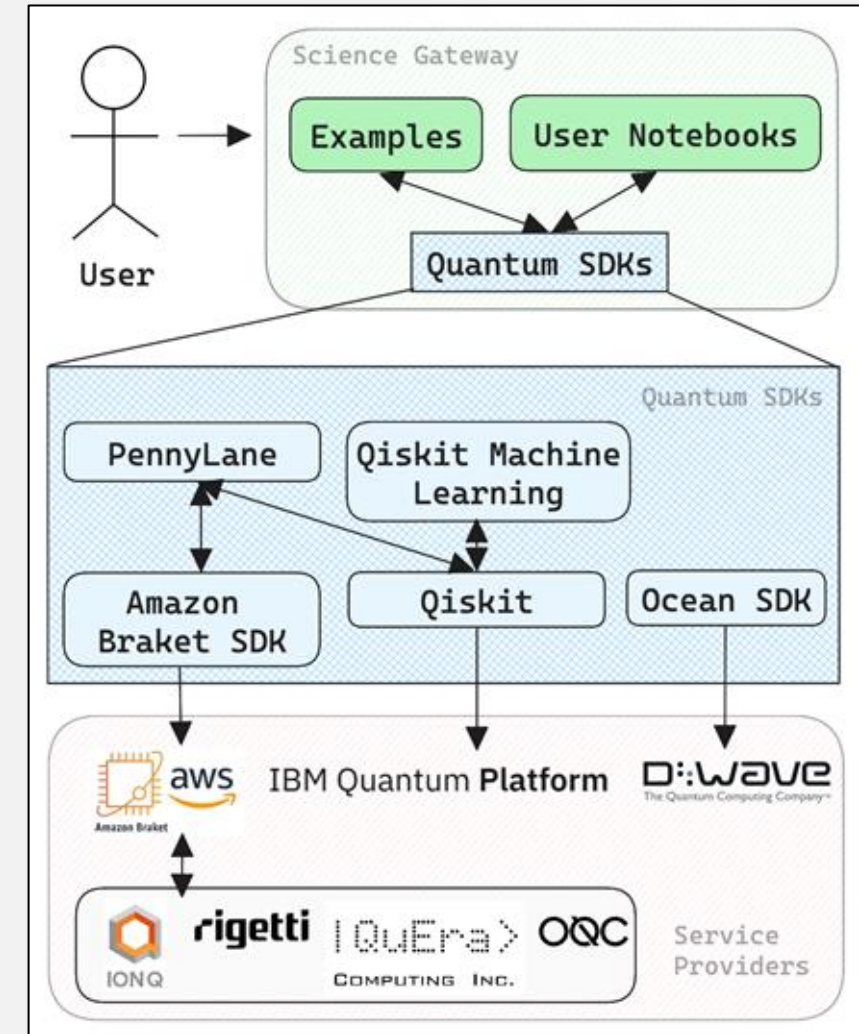 Science Gateway
Examples
User Notebooks
User
Quantum SDKs
Quantum SDKs
PennyLane
Qiskit Machine
Learning
Amazon
Braket SDK
Qiskit
Ocean SDK
Amazon Braket
aws
IBM Quantum Platform
D:Wave
The Quantum Computing Company™
IONQ
rigetti
|QuEra>
COMPUTING INC.
OQC
Service
Providers